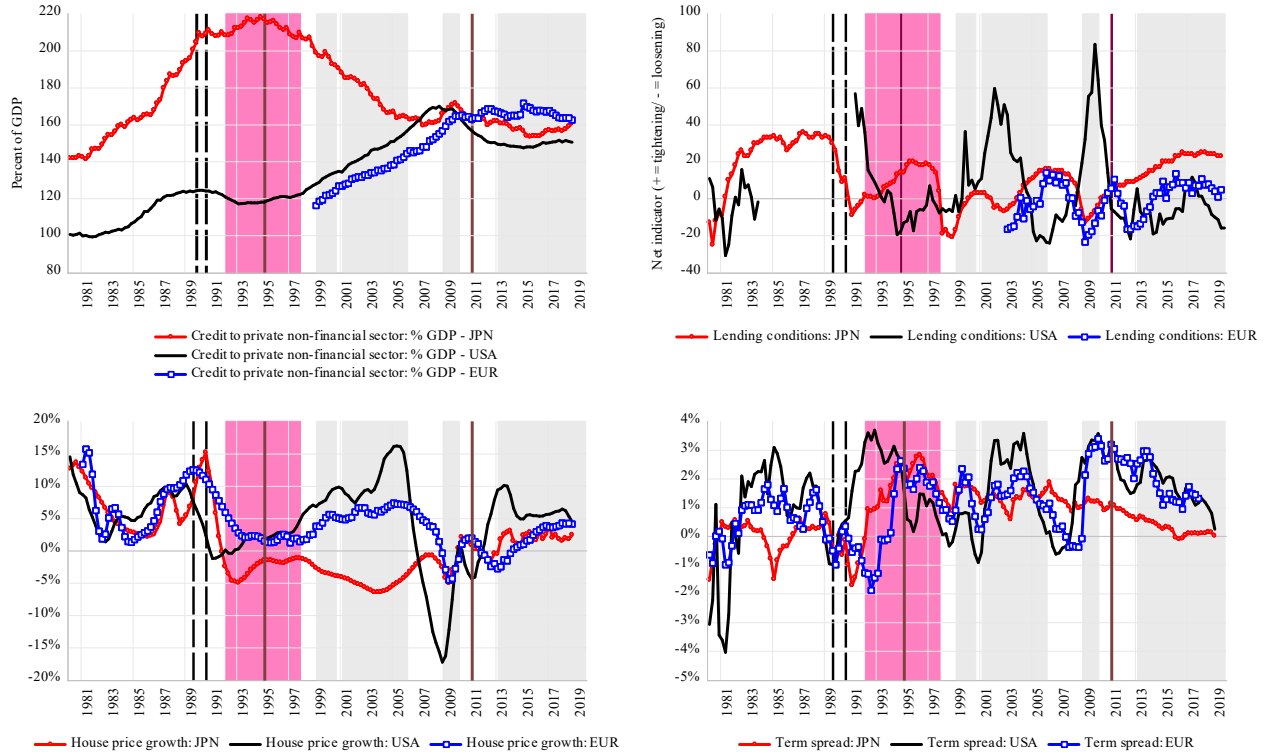 220
200
180
160
140
120
100
80
Percent of GDP
1981 1983 1985 1987 1989 1991 1993 1995 1997 1999 2001 2003 2005 2007 2009 2011 2013 2015 2017 2019
Credit to private non-financial sector: % GDP - JPN
Credit to private non-financial sector: % GDP - USA
Credit to private non-financial sector: % GDP - EUR
100
80
60
40
20
0
-20
-40
Net indicator (+ = tightening/ - = loosening)
1981 1983 1985 1987 1989 1991 1993 1995 1997 1999 2001 2003 2005 2007 2009 2011 2013 2015 2017 2019
Lending conditions: JPN Lending conditions: USA Lending conditions: EUR
20%
15%
10%
5%
0%
-5%
-10%
-15%
-20%
1981 1983 1985 1987 1989 1991 1993 1995 1997 1999 2001 2003 2005 2007 2009 2011 2013 2015 2017 2019
House price growth: JPN House price growth: USA House price growth: EUR
4%
3%
2%
1%
0%
-1%
-2%
-3%
-4%
-5%
1981 1983 1985 1987 1989 1991 1993 1995 1997 1999 2001 2003 2005 2007 2009 2011 2013 2015 2017 2019
Term spread: JPN Term spread: USA Term spread: EUR